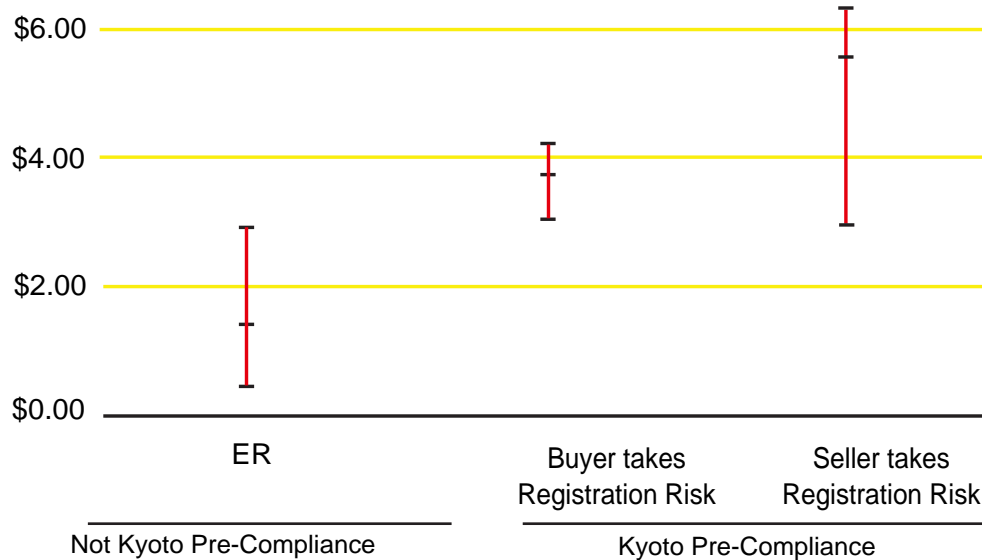 $6.00
$4.00
$2.00
$0.00
ER
Buyer takes
Registration Risk
Seller takes
Registration Risk
Not Kyoto Pre-Compliance
Kyoto Pre-Compliance